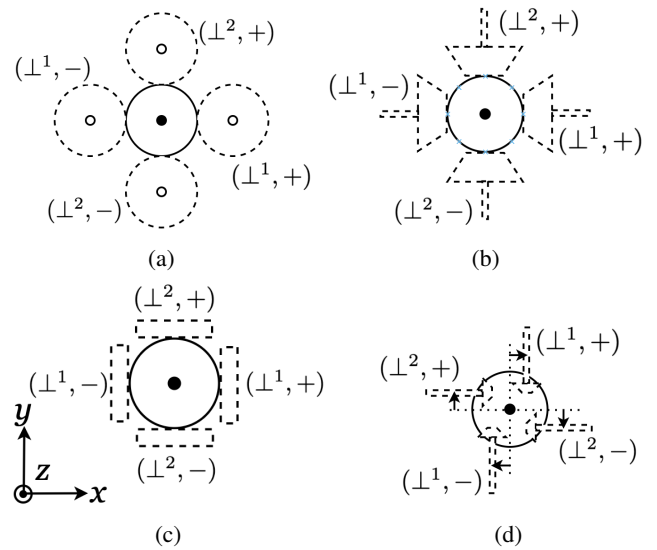 (⊥², +)
(⊥¹, −)
(⊥¹, +)
(⊥², −)
(a)
(⊥², +)
(⊥¹, −)
(⊥¹, +)
(⊥², −)
(b)
(⊥², +)
(⊥¹, −)
(⊥¹, +)
(⊥², −)
y
z
x
(c)
(⊥¹, +)
(⊥², +)
(⊥², −)
(⊥¹, −)
(d)